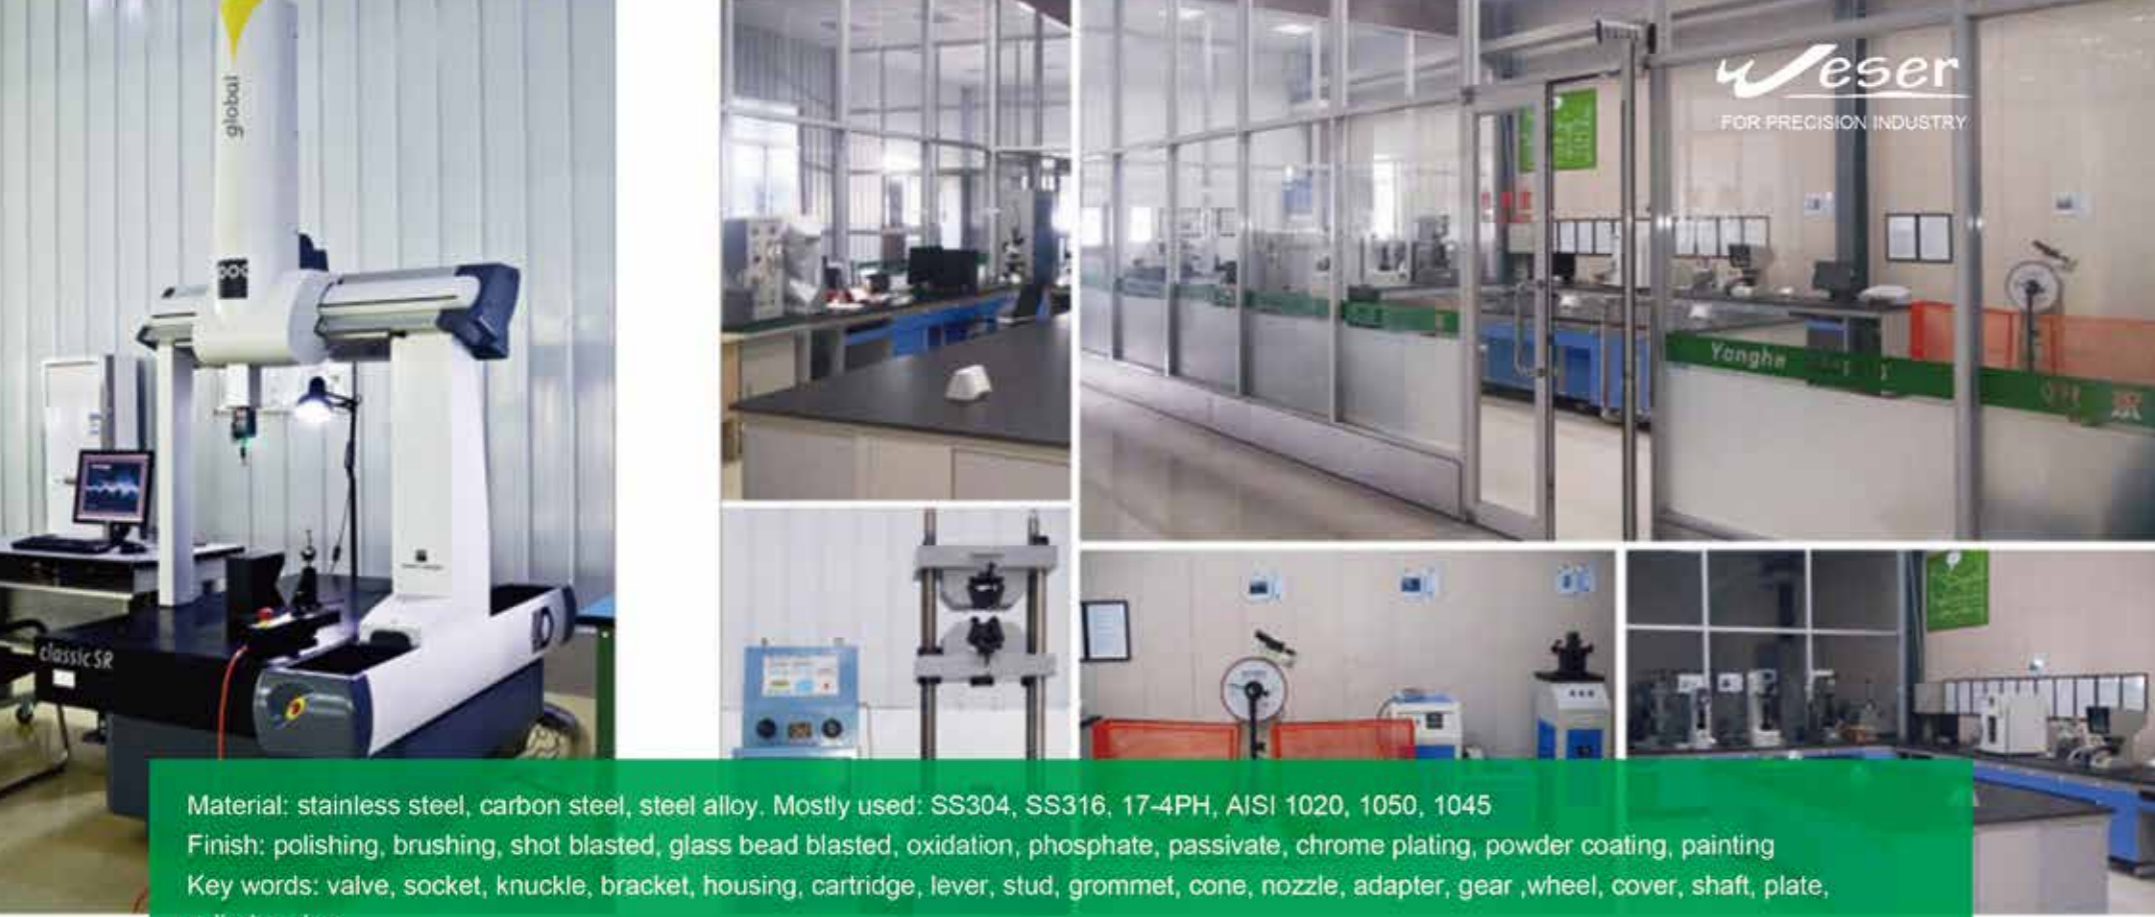 global
Weser
FOR PRECISION INDUSTRY
Yanghe
classic SR
Material: stainless steel, carbon steel, steel alloy. Mostly used: SS304, SS316, 17-4PH, AISI 1020, 1050, 1045
Finish: polishing, brushing, shot blasted, glass bead blasted, oxidation, phosphate, passivate, chrome plating, powder coating, painting
Key words: valve, socket, knuckle, bracket, housing, cartridge, lever, stud, grommet, cone, nozzle, adapter, gear ,wheel, cover, shaft, plate,